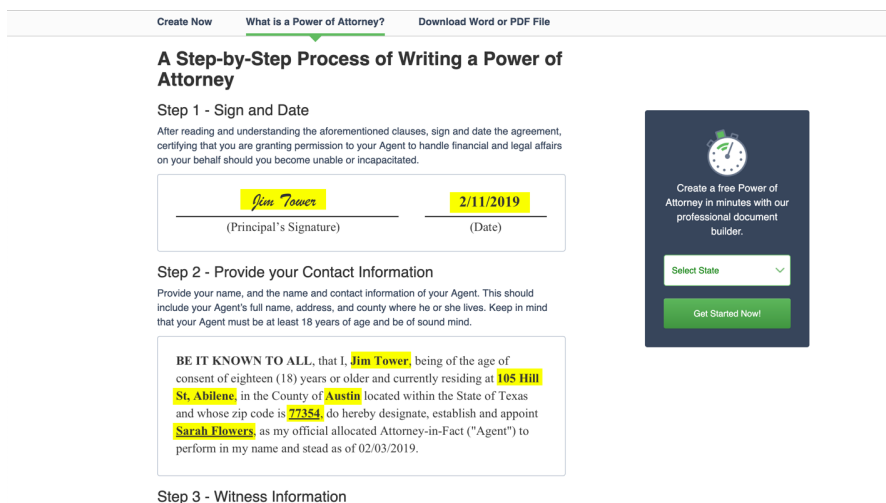 Create Now What is a Power of Attorney? Download Word or PDF File
A Step-by-Step Process of Writing a Power of
Attorney
Step 1 - Sign and Date
After reading and understanding the aforementioned clauses, sign and date the agreement,
certifying that you are granting permission to your Agent to handle financial and legal affairs
on your behalf should you become unable or incapacitated.
Jim Tower 2/11/2019
(Principal's Signature) (Date)
Step 2 - Provide your Contact Information
Provide your name, and the name and contact information of your Agent. This should
include your Agent's full name, address, and county where he or she lives. Keep in mind
that your Agent must be at least 18 years of age and be of sound mind.
BE IT KNOWN TO ALL, that I, Jim Tower, being of the age of
consent of eighteen (18) years or older and currently residing at 105 Hill
St, Abilene, in the County of Austin located within the State of Texas
and whose zip code is 77354, do hereby designate, establish and appoint
Sarah Flowers, as my official allocated Attorney-in-Fact ("Agent") to
perform in my name and stead as of 02/03/2019.
Step 3 - Witness Information
Create a free Power of
Attorney in minutes with our
professional document
builder.
Select State
Get Started Now!